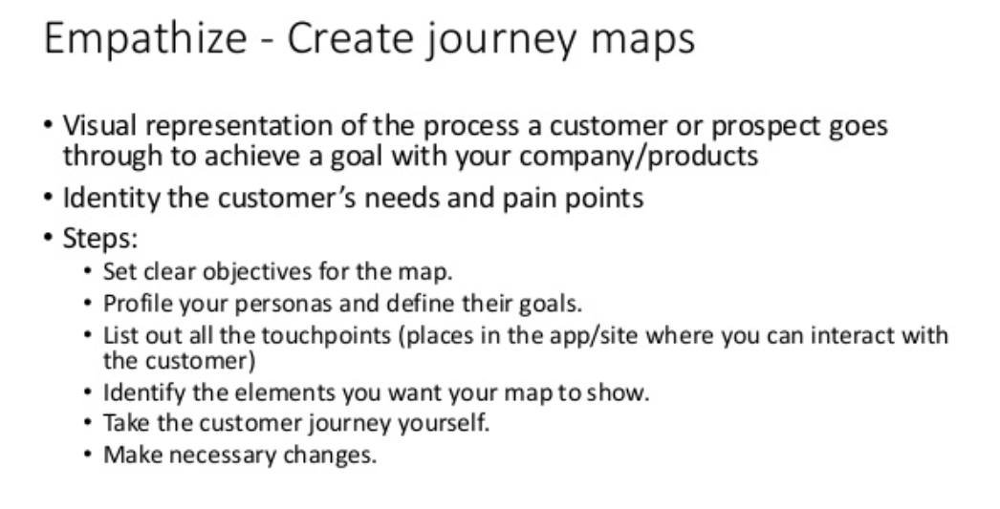 Empathize - Create journey maps
• Visual representation of the process a customer or prospect goes
through to achieve a goal with your company/products
• Identity the customer’s needs and pain points
• Steps:
• Set clear objectives for the map.
• Profile your personas and define their goals.
• List out all the touchpoints (places in the app/site where you can interact with
the customer)
• Identify the elements you want your map to show.
• Take the customer journey yourself.
• Make necessary changes.